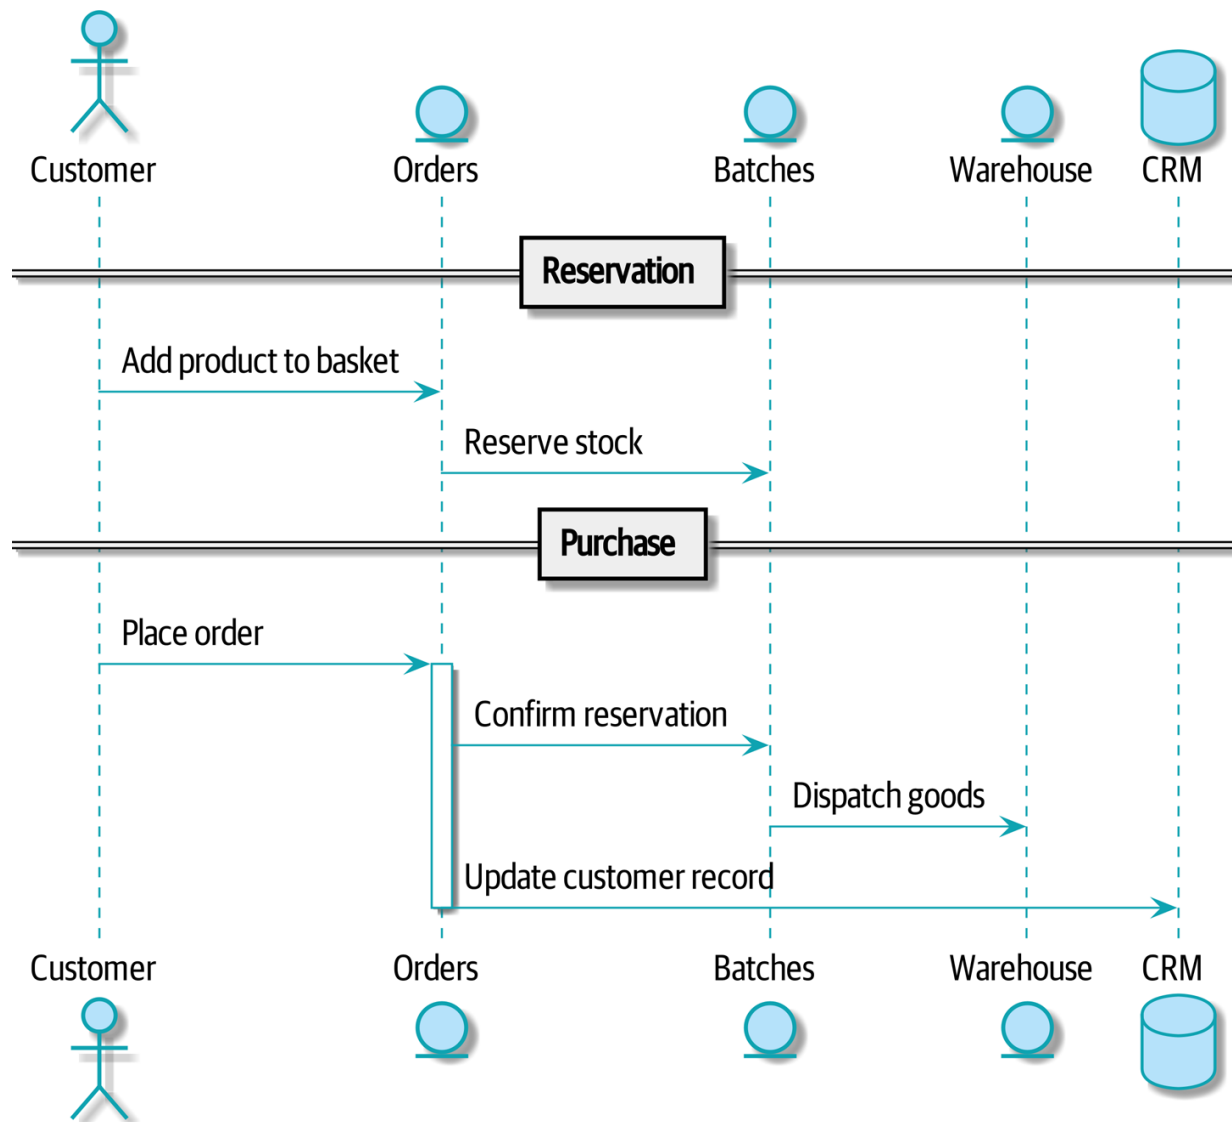 Customer
Orders
Batches
Warehouse
CRM
Reservation
Add product to basket
Reserve stock
Purchase
Place order
Confirm reservation
Dispatch goods
Update customer record
Customer
Orders
Batches
Warehouse
CRM